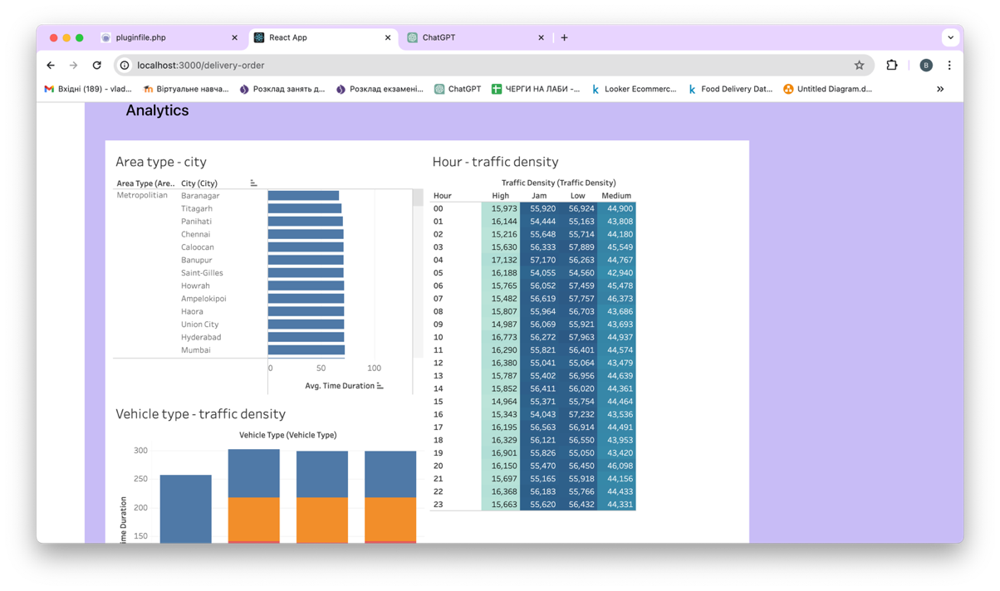 pluginfile.php
React App
ChatGPT
localhost:3000/delivery-order
B
Вхідні (189) - vlad...
Віртуальне навча...
Розклад занять д...
Розклад екзамені...
ChatGPT
ЧЕРГИ НА ЛАБИ -...
Looker Ecommerc...
Food Delivery Dat...
Untitled Diagram.d...
Analytics
Area type - city
Area Type (Are.. City (City)
Metropolitian Baranagar
Titagarh
Panihati
Chennai
Caloocan
Banupur
Saint-Gilles
Howrah
Ampelokipoi
Haora
Union City
Hyderabad
Mumbai
0 50 100
Avg. Time Duration
Vehicle type - traffic density
Vehicle Type (Vehicle Type)
300
250
200
150
ime Duration
Hour - traffic density
Traffic Density (Traffic Density)
Hour High Jam Low Medium
00 15,973 55,920 56,924 44,900
01 16,144 54,444 55,163 43,808
02 15,216 55,648 55,714 44,180
03 15,630 56,333 57,889 45,549
04 17,132 57,170 56,263 44,767
05 16,188 54,055 54,560 42,940
06 15,765 56,052 57,459 45,478
07 15,482 56,619 57,757 46,373
08 15,807 55,964 56,703 43,686
09 14,987 56,069 55,921 43,693
10 16,773 56,272 57,963 44,937
11 16,290 55,821 56,401 44,574
12 16,380 55,041 55,064 43,479
13 15,787 55,402 56,956 44,639
14 15,852 56,411 56,020 44,361
15 14,964 55,371 55,754 44,464
16 15,343 54,043 57,232 43,536
17 16,195 56,563 56,914 44,491
18 16,329 56,121 56,550 43,953
19 16,901 55,826 55,050 43,420
20 16,150 55,470 56,450 46,098
21 15,697 55,165 55,918 44,156
22 16,368 56,183 55,766 44,433
23 15,663 55,620 56,432 44,331